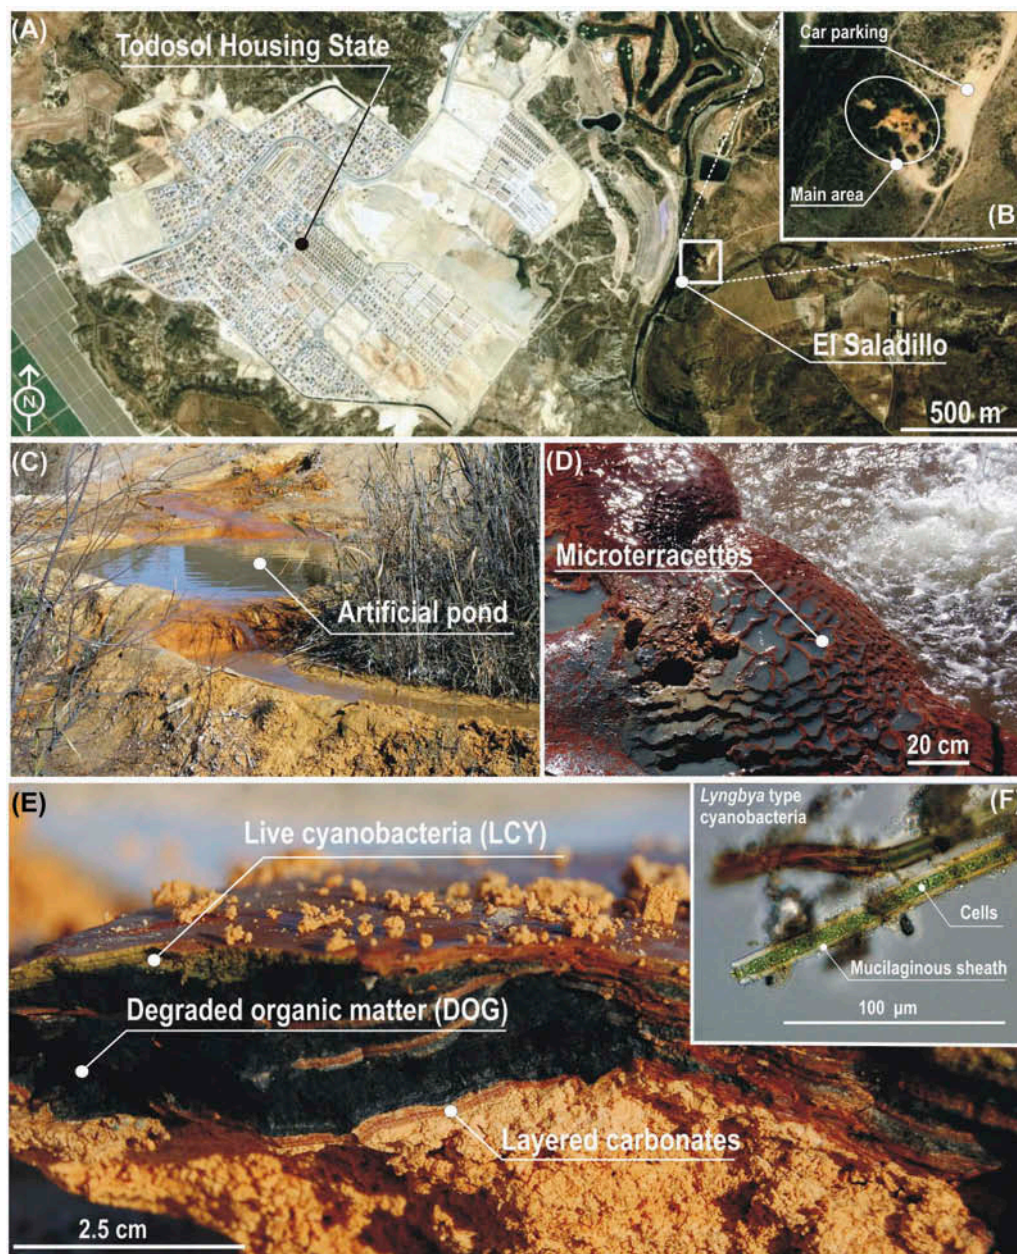 (A)
Todosol Housing State
Car parking
Main area
(B)
El Saladillo
N
500 m
(C)
Artificial pond
(D)
Microterracettes
20 cm
(E)
Live cyanobacteria (LCY)
Degraded organic matter (DOG)
Layered carbonates
2.5 cm
Lyngbya type
cyanobacteria
(F)
Cells
Mucilaginous sheath
100 µm